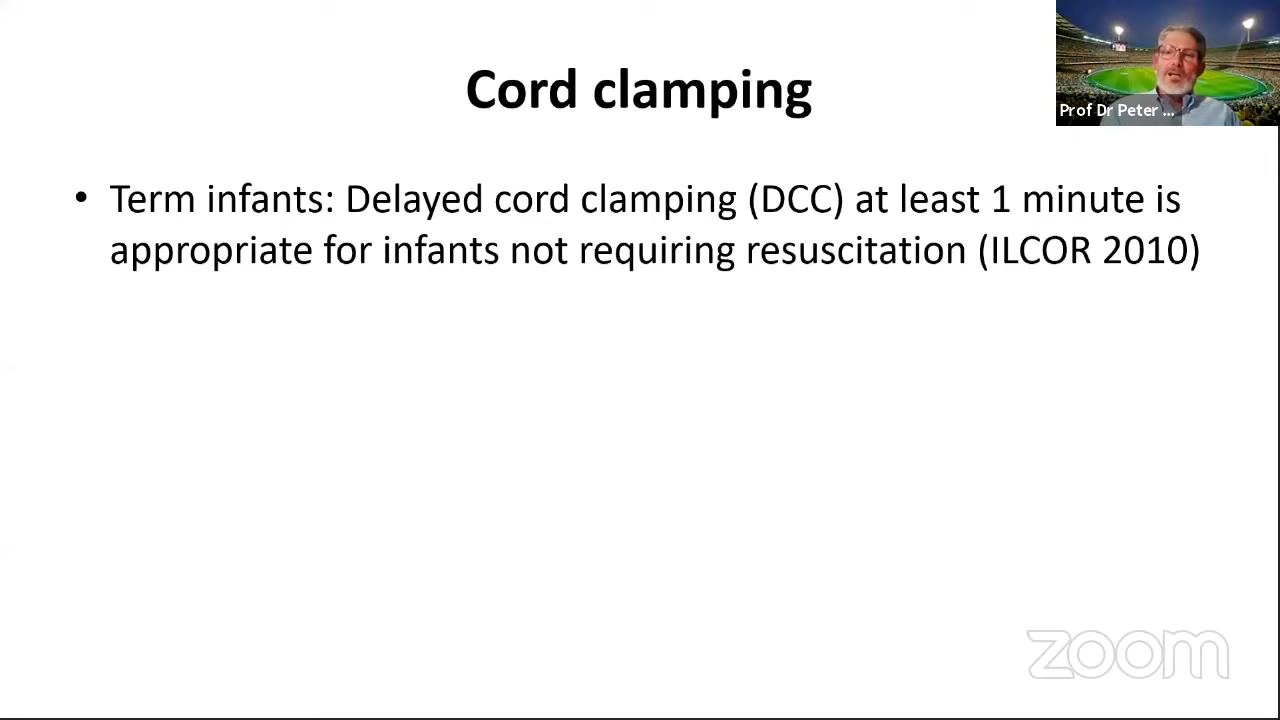 Cord clamping
Prof Dr Peter ...
• Term infants: Delayed cord clamping (DCC) at least 1 minute is
appropriate for infants not requiring resuscitation (ILCOR 2010)
zoom